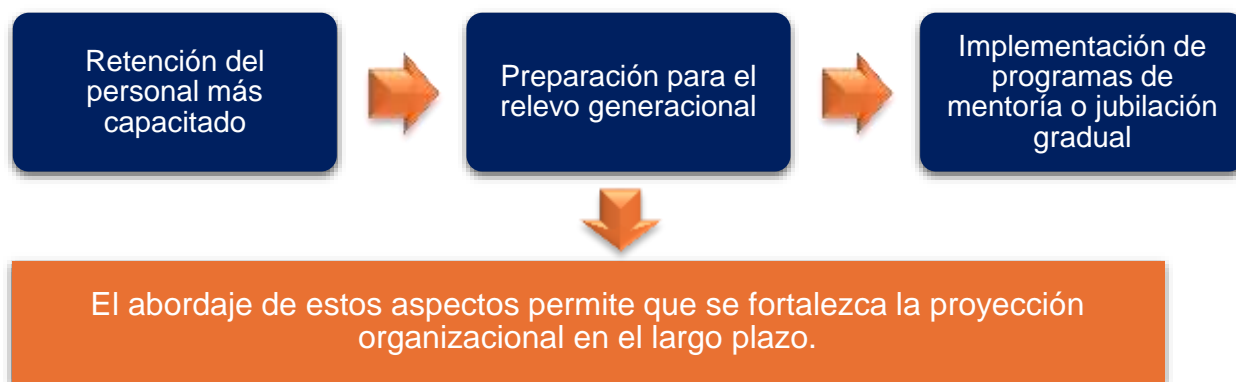 Retención del
personal más
capacitado
Preparación para el
relevo generacional
Implementación de
programas de
mentoría o jubilación
gradual
El abordaje de estos aspectos permite que se fortalezca la proyección
organizacional en el largo plazo.